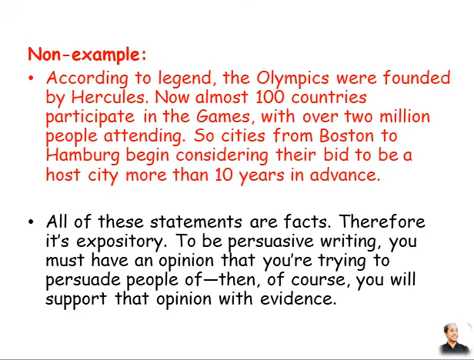 Non-example:
• According to legend, the Olympics were founded
by Hercules. Now almost 100 countries
participate in the Games, with over two million
people attending. So cities from Boston to
Hamburg begin considering their bid to be a
host city more than 10 years in advance.
• All of these statements are facts. Therefore
it's expository. To be persuasive writing, you
must have an opinion that you're trying to
persuade people of—then, of course, you will
support that opinion with evidence.